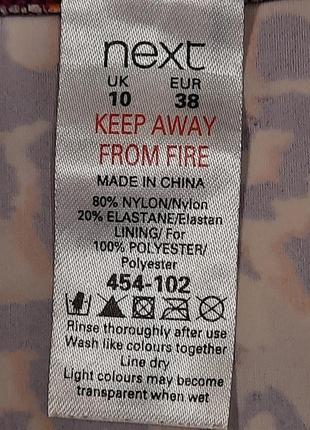 next
UK EUR
10 38
KEEP AWAY
FROM FIRE
MADE IN CHINA
80% NYLON/Nylon
20% ELASTANE/Elastan
LINING/ For
100% POLYESTER/
Polyester
454-102
Rinse thoroughly after use
Wash like colours together
Line dry
Light colours may become
transparent when wet